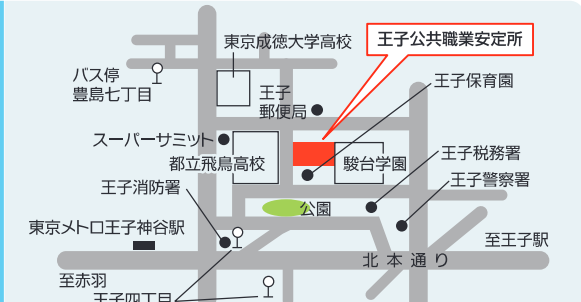 王子公共職業安定所
東京成徳大学高校
バス停
豊島七丁目
王子
郵便局
王子保育園
スーパーサミット
都立飛鳥高校
駿台学園
王子税務署
王子消防署
王子警察署
公園
東京メトロ王子神谷駅
至王子駅
北本通り
至赤羽
王子四丁目